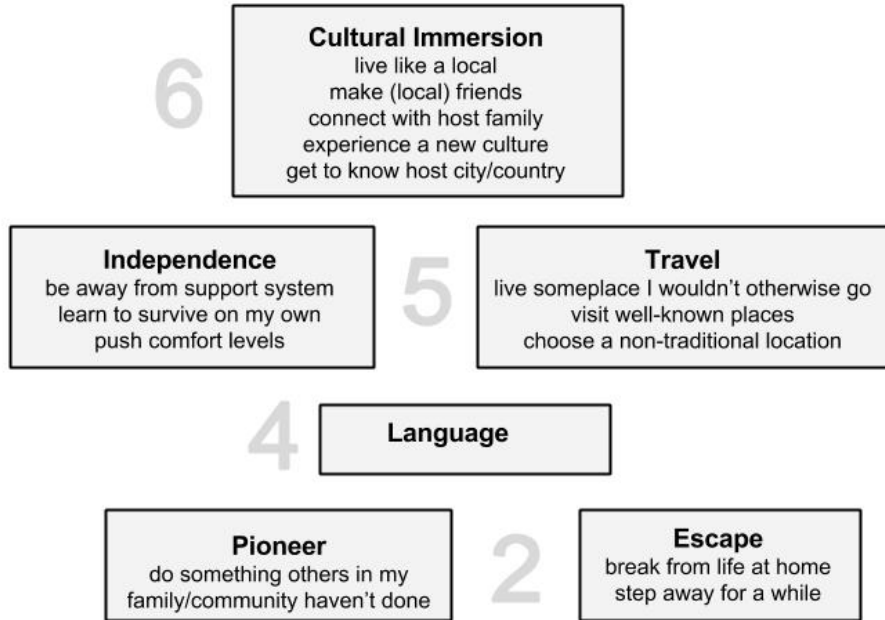 6
Cultural Immersion
live like a local
make (local) friends
connect with host family
experience a new culture
get to know host city/country
Independence
be away from support system
learn to survive on my own
push comfort levels
5
Travel
live someplace I wouldn't otherwise go
visit well-known places
choose a non-traditional location
4
Language
Pioneer
do something others in my
family/community haven't done
2
Escape
break from life at home
step away for a while